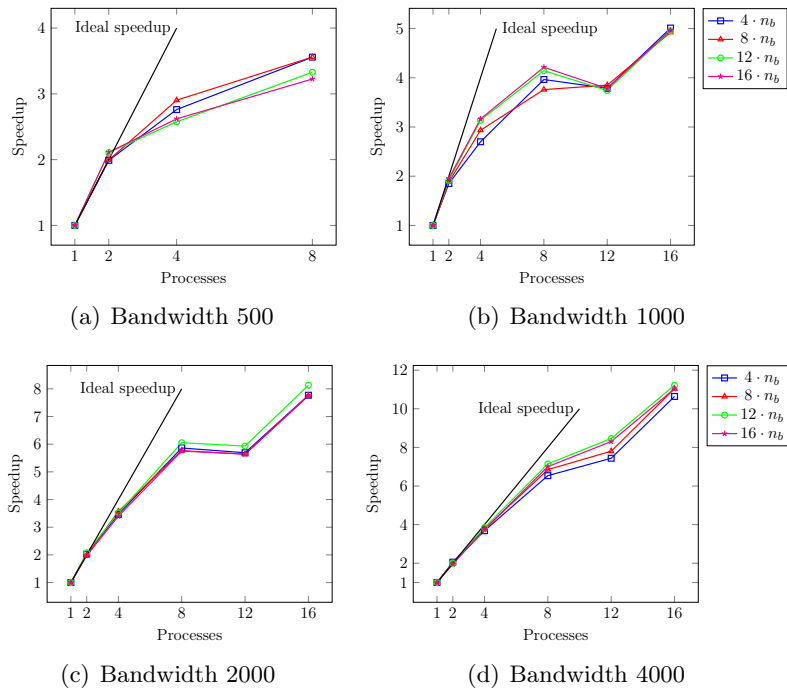 Ideal speedup
Speedup
4
3
2
1
1 2 4 8
Processes
(a) Bandwidth 500
Ideal speedup
Speedup
5
4
3
2
1
1 2 4 8 12 16
Processes
(b) Bandwidth 1000
4 · n_b
8 · n_b
12 · n_b
16 · n_b
Ideal speedup
Speedup
8
7
6
5
4
3
2
1
1 2 4 8 12 16
Processes
(c) Bandwidth 2000
Ideal speedup
Speedup
12
10
8
6
4
2
1
1 2 4 8 12 16
Processes
(d) Bandwidth 4000
4 · n_b
8 · n_b
12 · n_b
16 · n_b